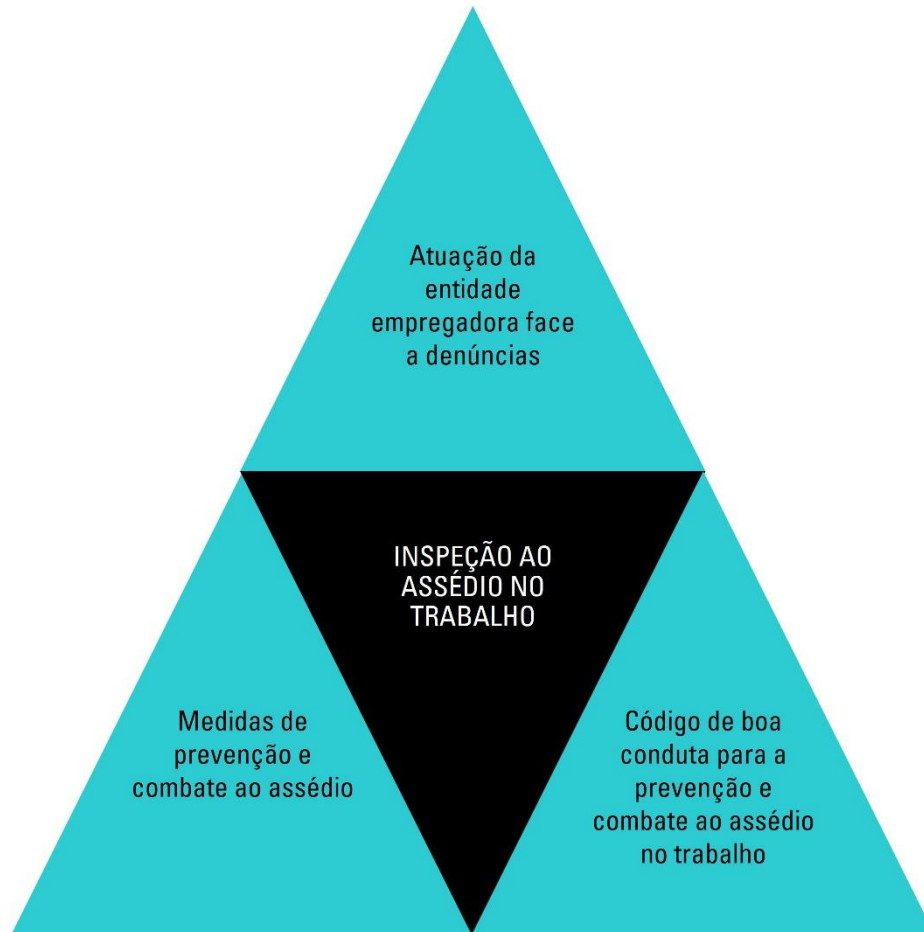 Atuação da
entidade
empregadora face
a denúncias
INSPEÇÃO AO
ASSÉDIO NO
TRABALHO
Medidas de
prevenção e
combate ao assédio
Código de boa
conduta para a
prevenção e
combate ao assédio
no trabalho